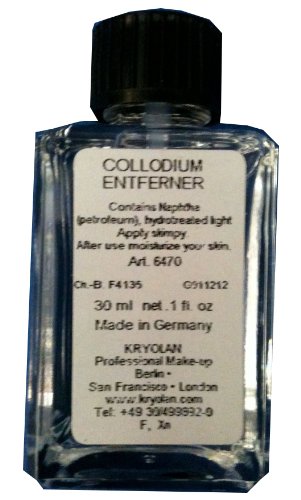 COLLODIUM
ENTFERNER
Contains Naphtha
(petroleum), hydrotreated light
Apply skimpy.
After use moisturize your skin.
Art. 6470
Ch.-B. F4135 G011212
30 ml net .1 fl. oz
Made in Germany
KRYOLAN
Professional Make-up
Berlin •
San Francisco • London
www.kryolan.com
Tel: +49 30/499992-0
F, Xn